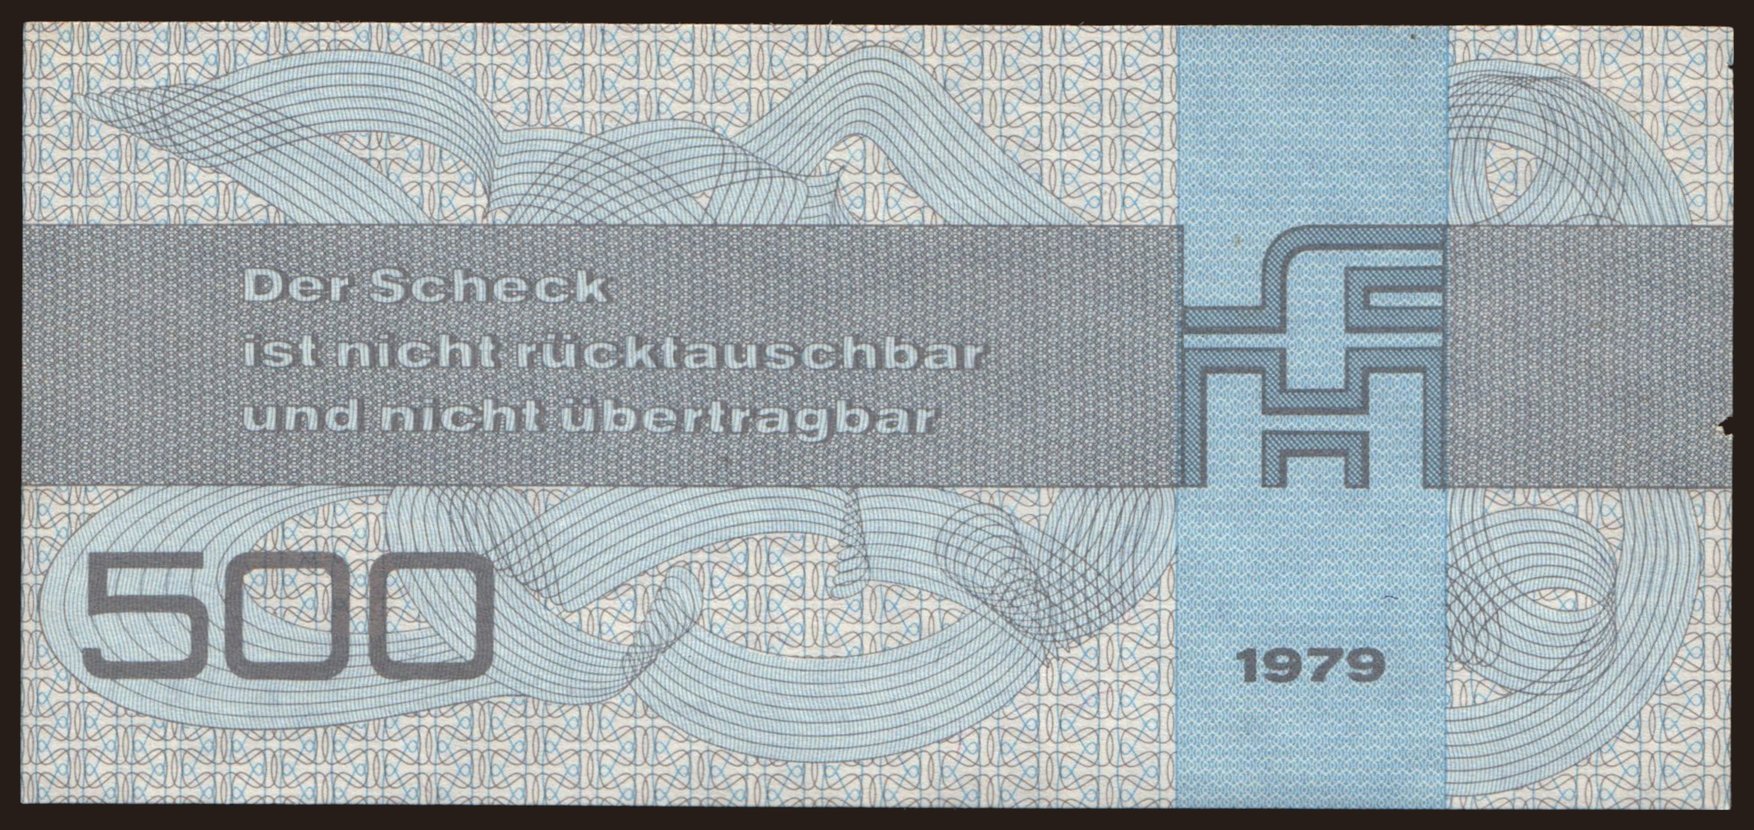 Der Scheck
ist nicht rücktauschbar
und nicht übertragbar
500
1979